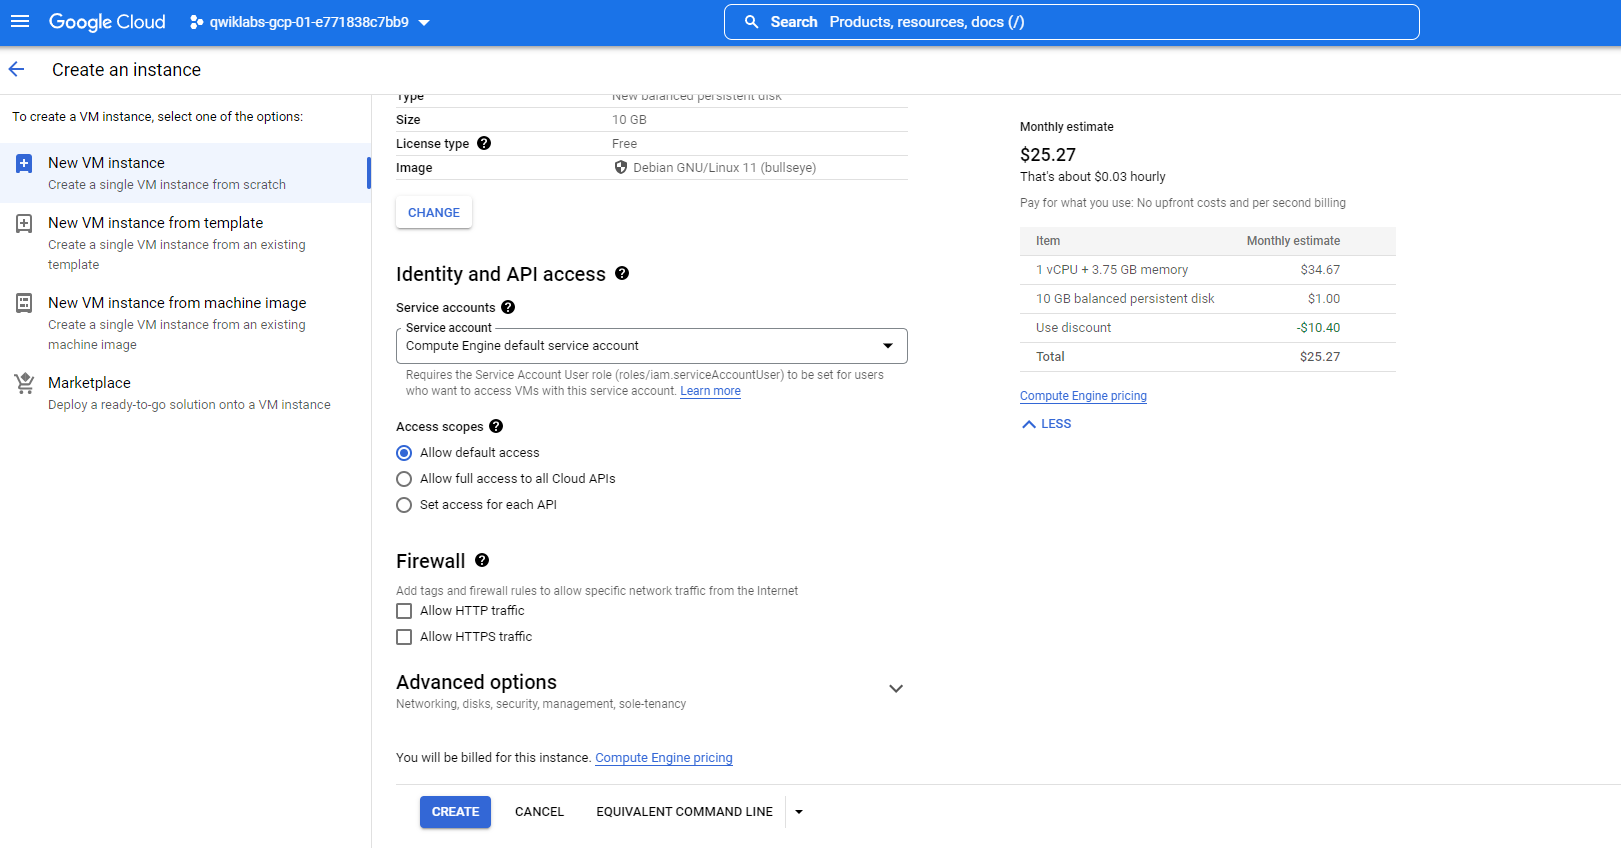 Google Cloud
qwiklabs-gcp-01-e771838c7bb9
Search Products, resources, docs (/)
Create an instance
To create a VM instance, select one of the options:
New VM instance
Create a single VM instance from scratch
New VM instance from template
Create a single VM instance from an existing
template
New VM instance from machine image
Create a single VM instance from an existing
machine image
Marketplace
Deploy a ready-to-go solution onto a VM instance
Type New balanced persistent disk
Size 10 GB
License type Free
Image Debian GNU/Linux 11 (bullseye)
CHANGE
Identity and API access
Service accounts
Service account
Compute Engine default service account
Requires the Service Account User role (roles/iam.serviceAccountUser) to be set for users
who want to access VMs with this service account. Learn more
Access scopes
Allow default access
Allow full access to all Cloud APIs
Set access for each API
Firewall
Add tags and firewall rules to allow specific network traffic from the Internet
Allow HTTP traffic
Allow HTTPS traffic
Advanced options
Networking, disks, security, management, sole-tenancy
You will be billed for this instance. Compute Engine pricing
CREATE CANCEL EQUIVALENT COMMAND LINE
Monthly estimate
$25.27
That's about $0.03 hourly
Pay for what you use: No upfront costs and per second billing
Item Monthly estimate
1 vCPU + 3.75 GB memory $34.67
10 GB balanced persistent disk $1.00
Use discount -$10.40
Total $25.27
Compute Engine pricing
LESS